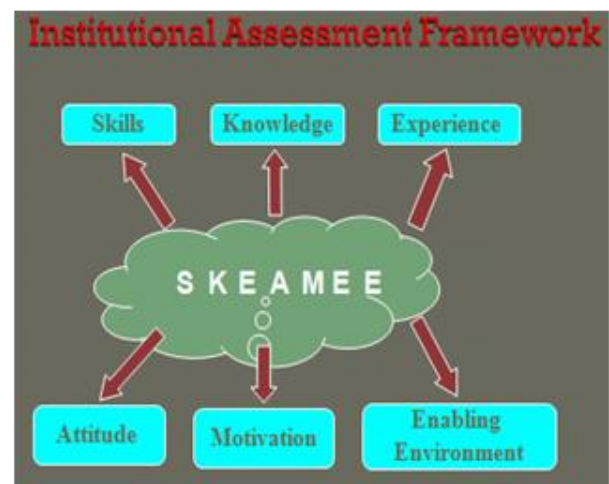 Institutional Assessment Framework
Skills
Knowledge
Experience
S K E A M E E
Attitude
Motivation
Enabling
Environment